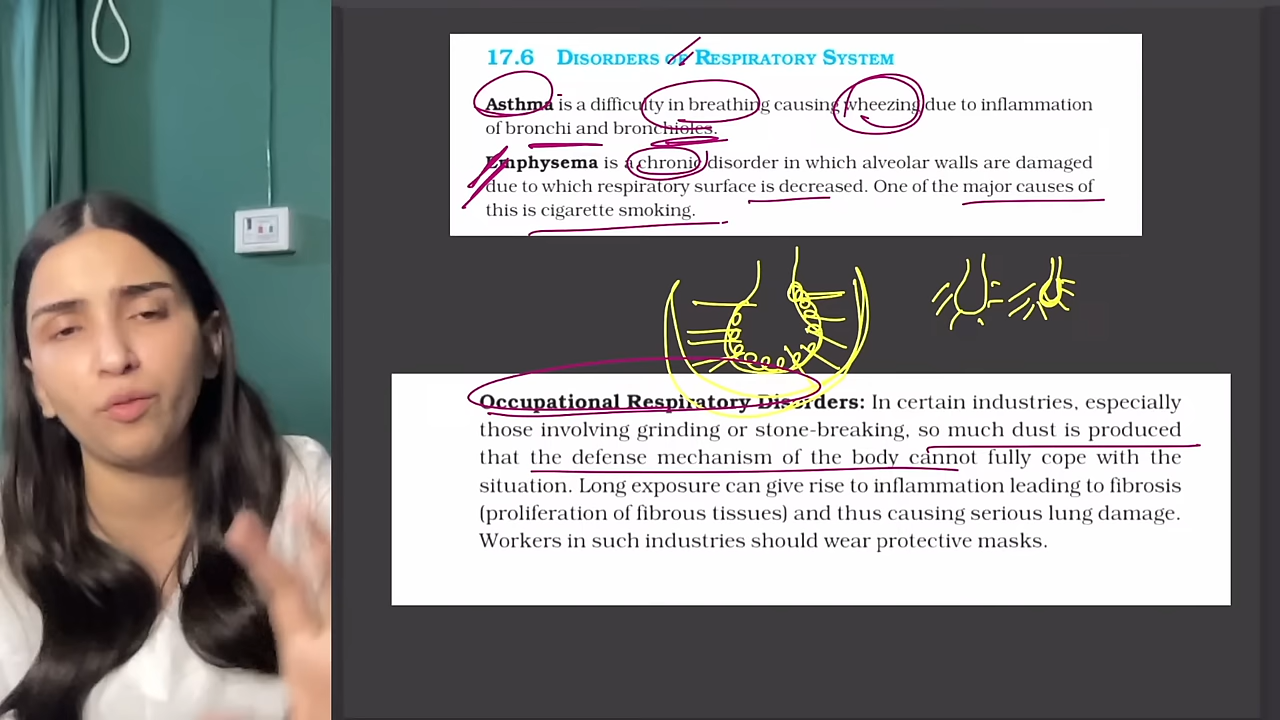 17.6 DISORDERS OF RESPIRATORY SYSTEM
Asthma is a difficulty in breathing causing wheezing due to inflammation
of bronchi and bronchioles.
Emphysema is a chronic disorder in which alveolar walls are damaged
due to which respiratory surface is decreased. One of the major causes of
this is cigarette smoking.
Occupational Respiratory Disorders: In certain industries, especially
those involving grinding or stone-breaking, so much dust is produced
that the defense mechanism of the body cannot fully cope with the
situation. Long exposure can give rise to inflammation leading to fibrosis
(proliferation of fibrous tissues) and thus causing serious lung damage.
Workers in such industries should wear protective masks.